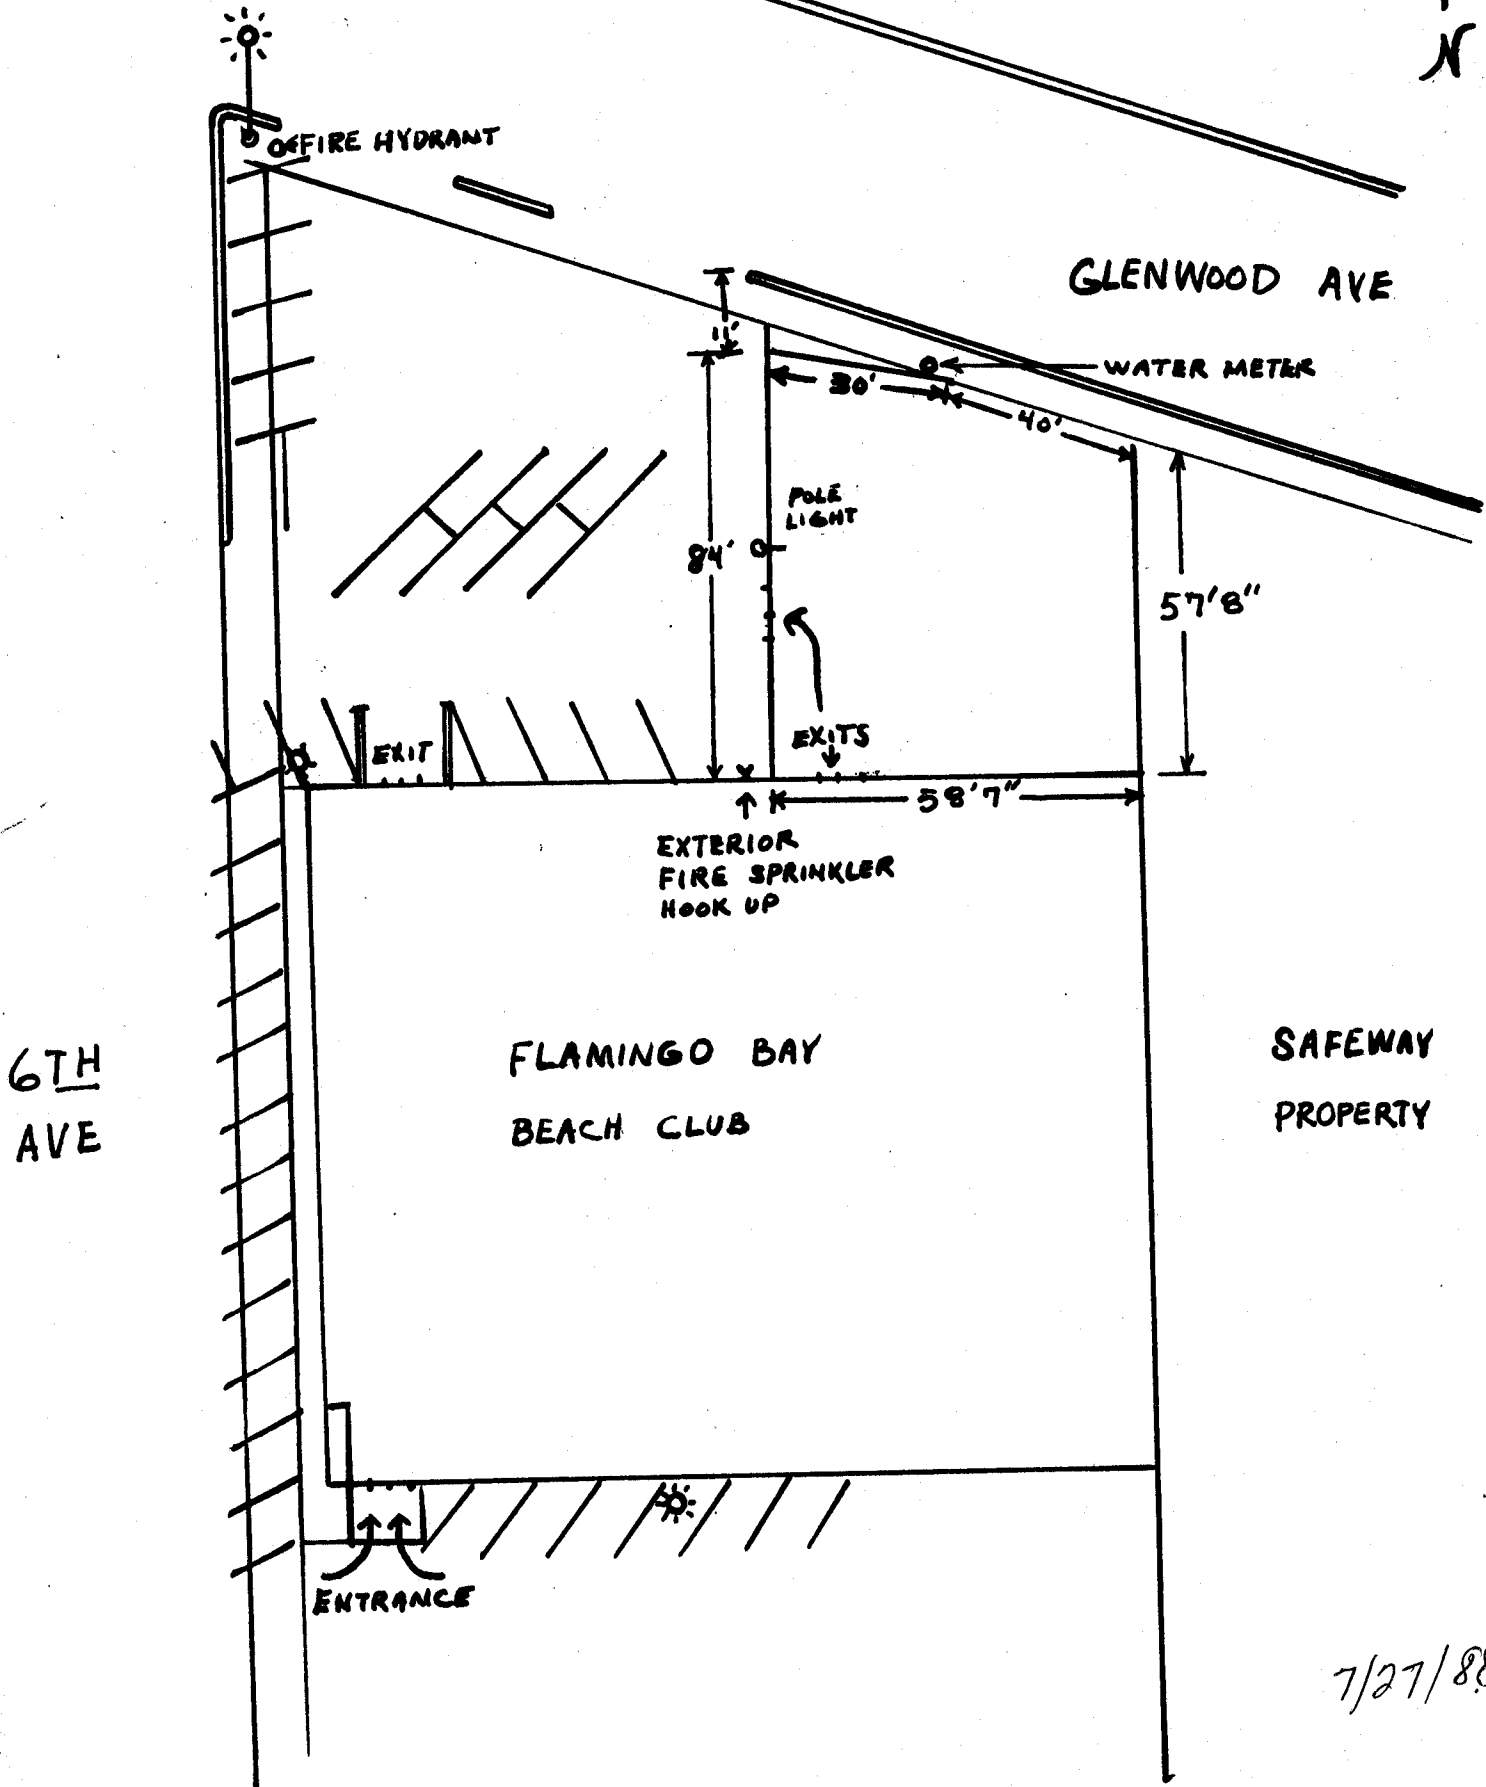 N
FIRE HYDRANT
GLENWOOD AVE
11'
WATER METER
30'
40'
POLE
LIGHT
84'
57'8"
EXIT
EXITS
58'7"
EXTERIOR
FIRE SPRINKLER
HOOK UP
6TH
AVE
FLAMINGO BAY
BEACH CLUB
SAFEWAY
PROPERTY
ENTRANCE
7/27/88